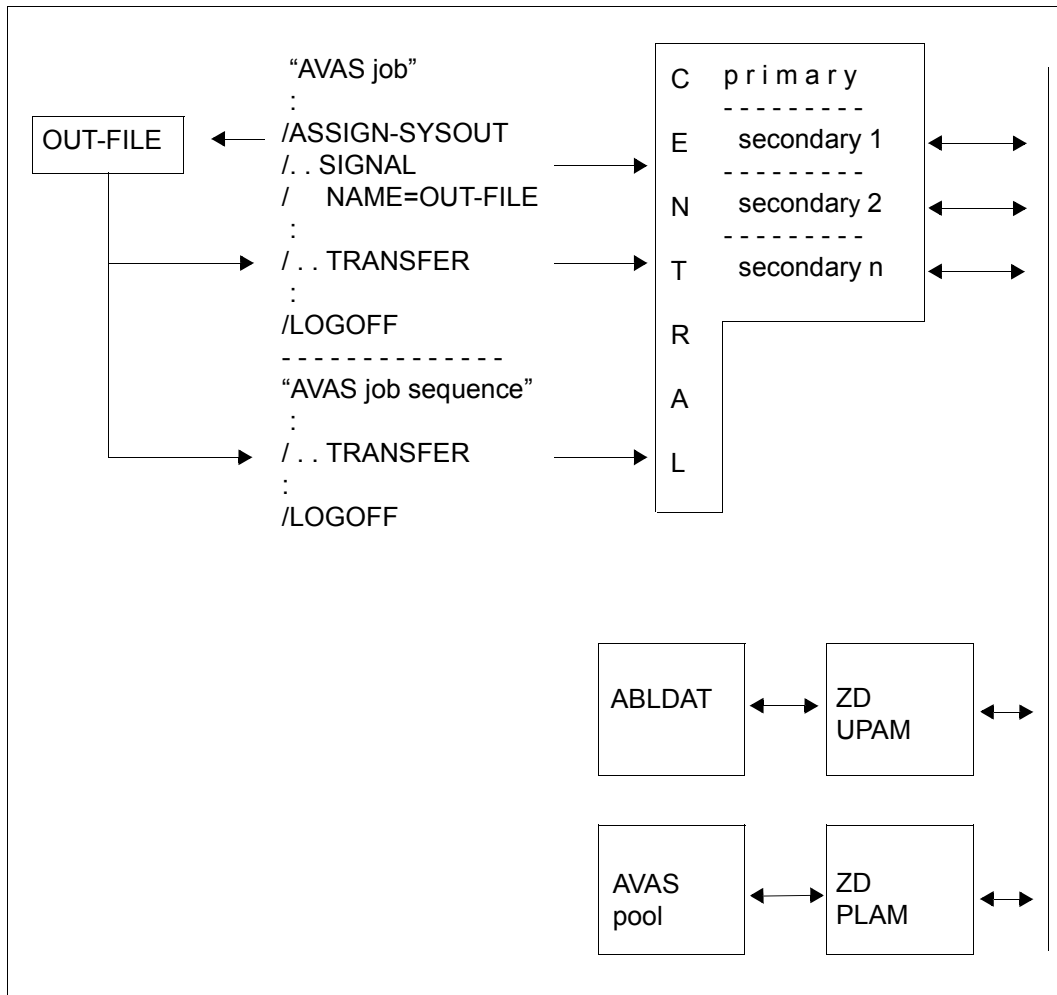 OUT-FILE
“AVAS job”
:
/ASSIGN-SYSOUT
/. . SIGNAL
/ NAME=OUT-FILE
:
/ . . TRANSFER
:
/LOGOFF
- - - - - - - - - - - - - -
“AVAS job sequence”
:
/ . . TRANSFER
:
/LOGOFF
C
E
N
T
R
A
L
p r i m a r y
- - - - - - - - -
secondary 1
- - - - - - - - -
secondary 2
- - - - - - - - -
secondary n
ABLDAT
ZD
UPAM
AVAS
pool
ZD
PLAM